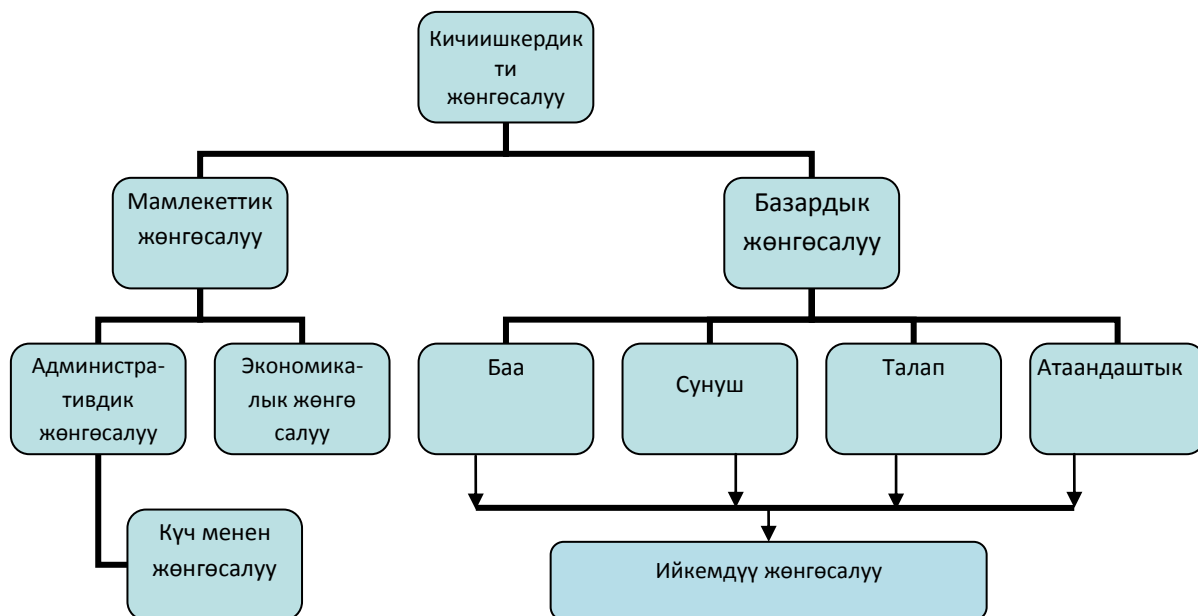 Кичиишкердик
ти
жөнгөсалуу
Мамлекеттик
жөнгөсалуу
Базардык
жөнгөсалуу
Администра-
тивдик
жөнгөсалуу
Экономика-
лык жөнгө
салуу
Баа
Сунуш
Талап
Атаандаштык
Күч менен
жөнгөсалуу
Ийкемдүү жөнгөсалуу